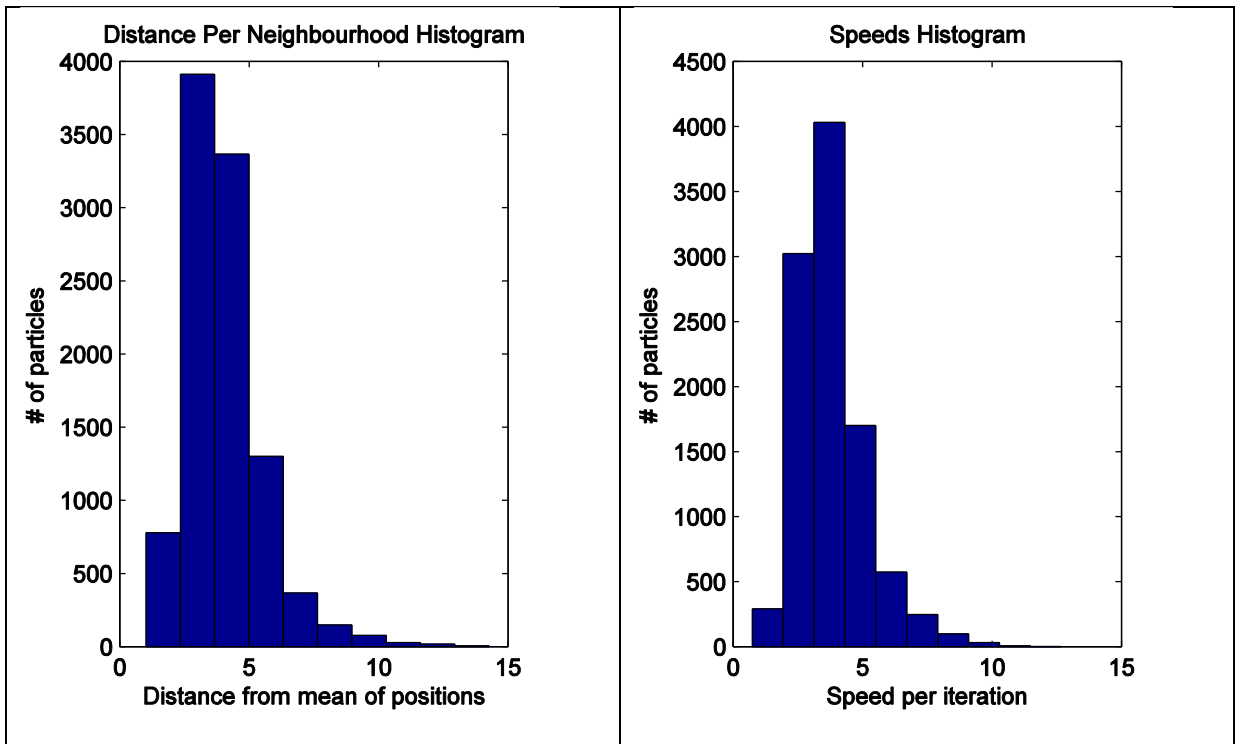 Distance Per Neighbourhood Histogram
4000
3500
3000
2500
2000
1500
1000
500
0
0 5 10 15
# of particles
Distance from mean of positions
Speeds Histogram
4500
4000
3500
3000
2500
2000
1500
1000
500
0
0 5 10 15
# of particles
Speed per iteration